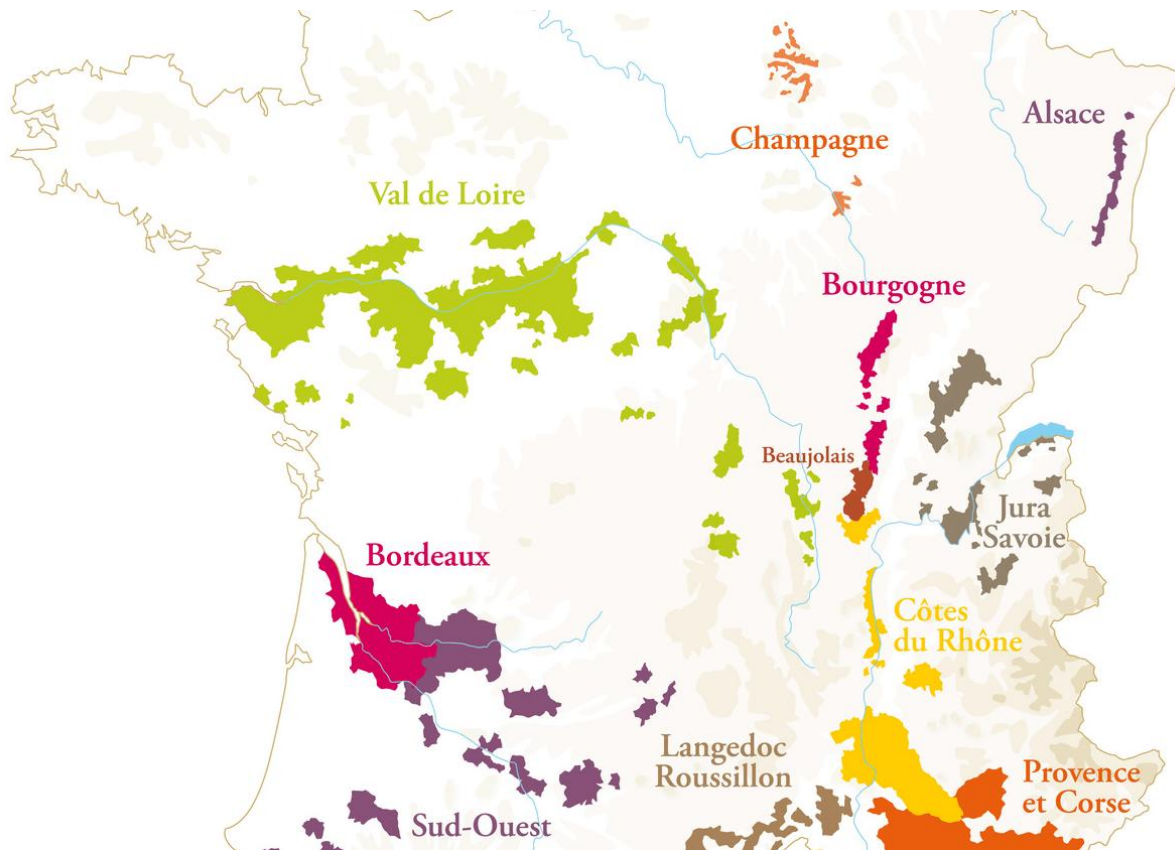 Champagne
Alsace
Val de Loire
Bourgogne
Beaujolais
Jura
Savoie
Bordeaux
Côtes
du Rhône
Langedoc
Roussillon
Provence
et Corse
Sud-Ouest